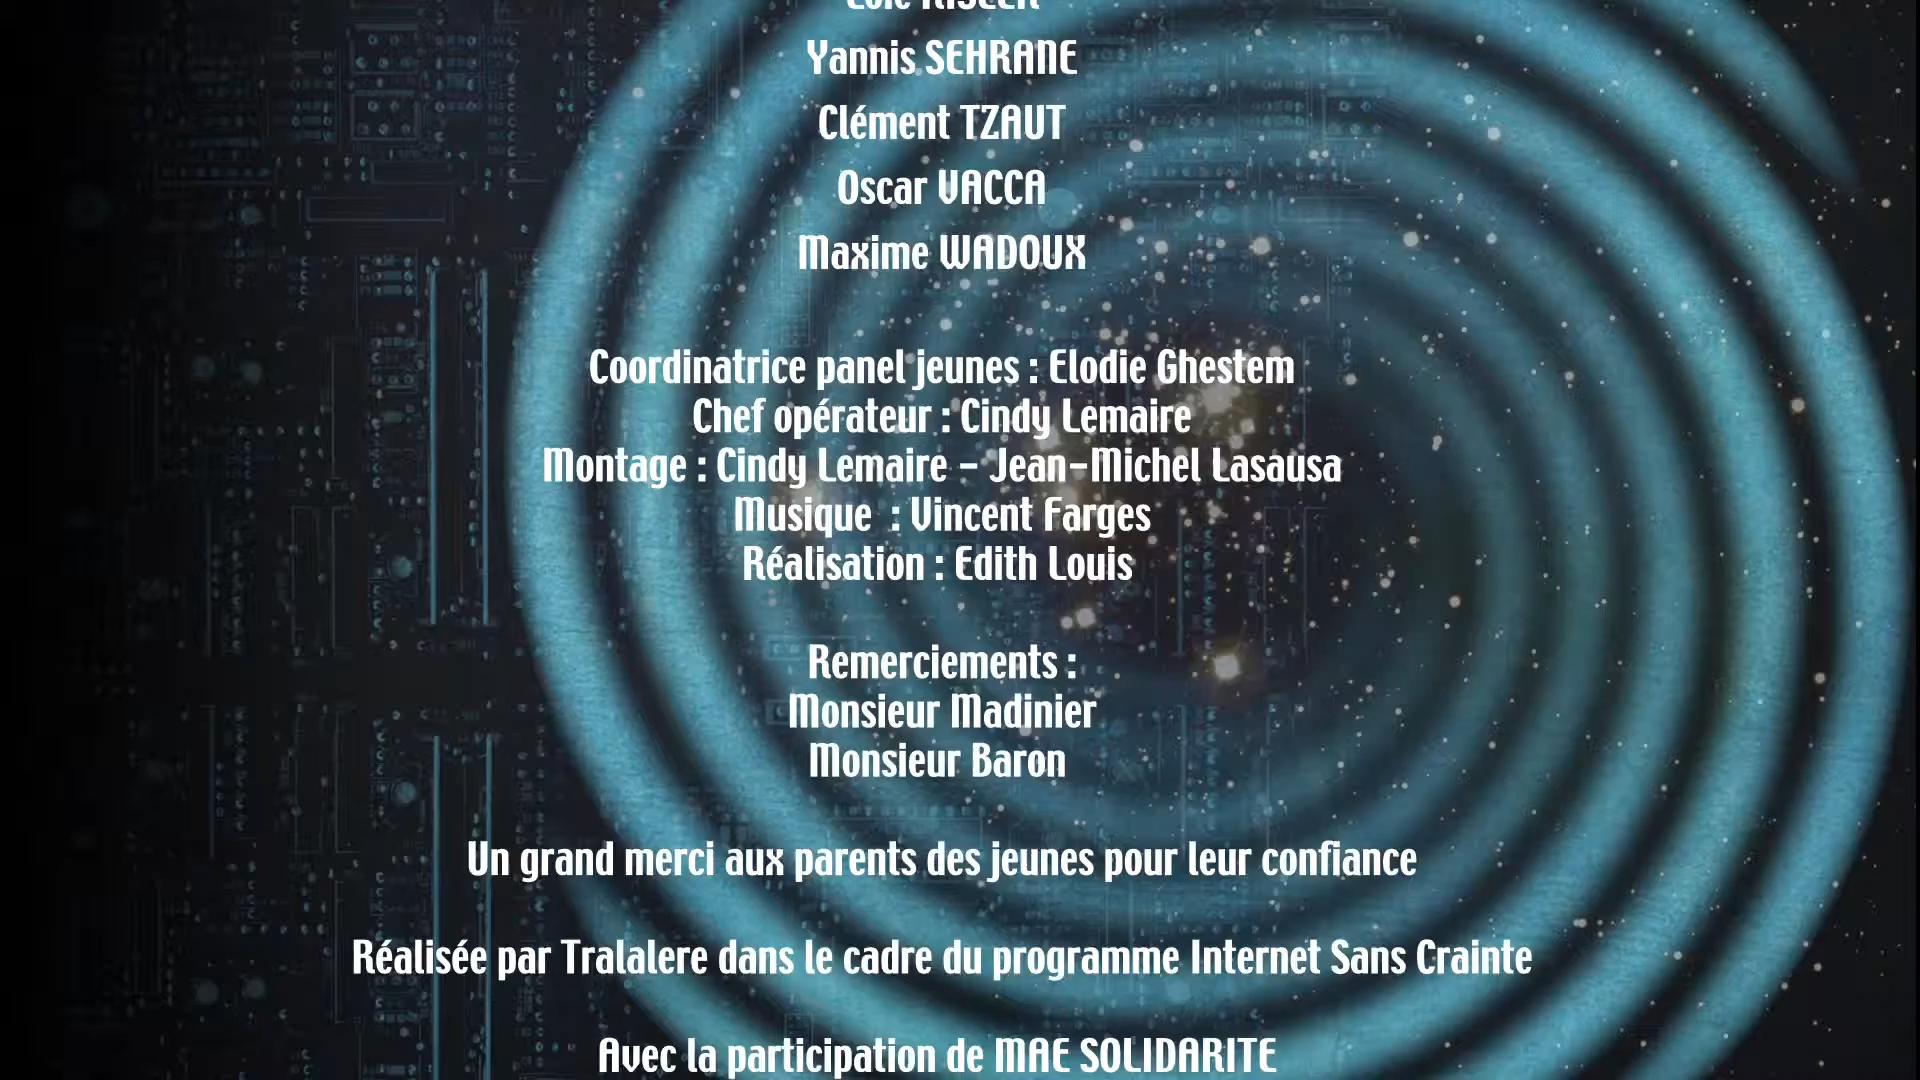 Yannis SEHRANE
Clément TZAUT
Oscar VACCA
Maxime WADOUX
Coordinatrice panel jeunes : Elodie Ghestem
Chef opérateur : Cindy Lemaire
Montage : Cindy Lemaire - Jean-Michel Lasausa
Musique  : Vincent Farges
Réalisation : Edith Louis
Remerciements :
Monsieur Madinier
Monsieur Baron
Un grand merci aux parents des jeunes pour leur confiance
Réalisée par Tralalere dans le cadre du programme Internet Sans Crainte
Avec la participation de MAE SOLIDARITE